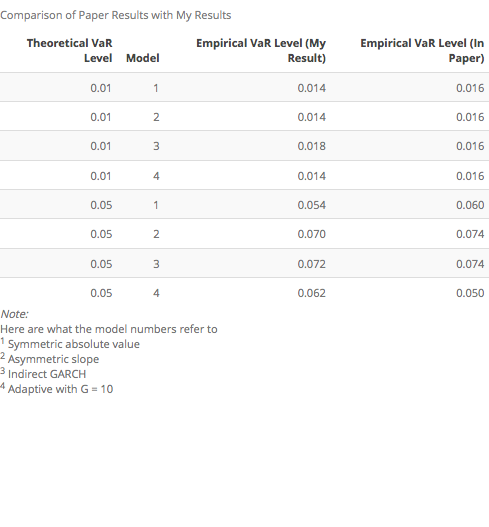 Comparison of Paper Results with My Results
Theoretical VaR Level Model Empirical VaR Level (My Result) Empirical VaR Level (In Paper)
0.01 1 0.014 0.016
0.01 2 0.014 0.016
0.01 3 0.018 0.016
0.01 4 0.014 0.016
0.05 1 0.054 0.060
0.05 2 0.070 0.074
0.05 3 0.072 0.074
0.05 4 0.062 0.050
Note:
Here are what the model numbers refer to
1 Symmetric absolute value
2 Asymmetric slope
3 Indirect GARCH
4 Adaptive with G = 10